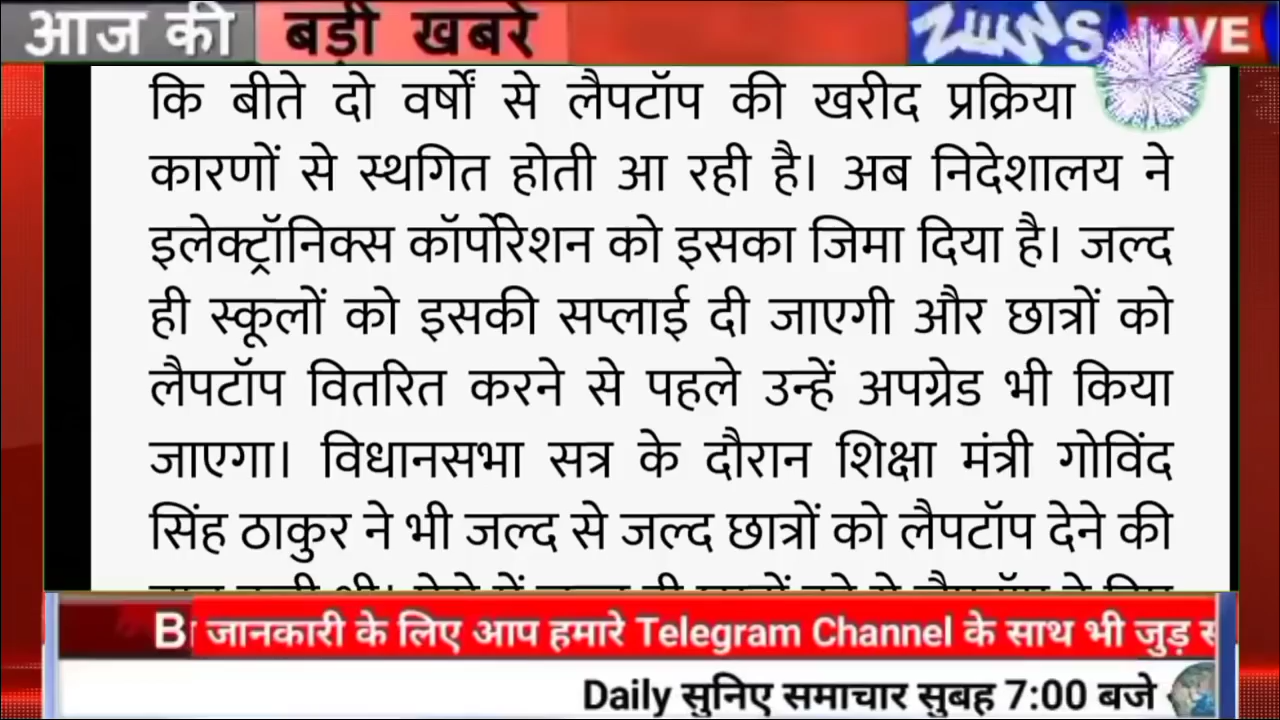 आज की बड़ी खबरे
LIVE
कि बीते दो वर्षों से लैपटॉप की खरीद प्रक्रिया
कारणों से स्थगित होती आ रही है। अब निदेशालय ने
इलेक्ट्रॉनिक्स कॉर्पोरेशन को इसका जिमा दिया है। जल्द
ही स्कूलों को इसकी सप्लाई दी जाएगी और छात्रों को
लैपटॉप वितरित करने से पहले उन्हें अपग्रेड भी किया
जाएगा। विधानसभा सत्र के दौरान शिक्षा मंत्री गोविंद
सिंह ठाकुर ने भी जल्द से जल्द छात्रों को लैपटॉप देने की
B जानकारी के लिए आप हमारे Telegram Channel के साथ भी जुड़
Daily सुनिए समाचार सुबह 7:00 बजे